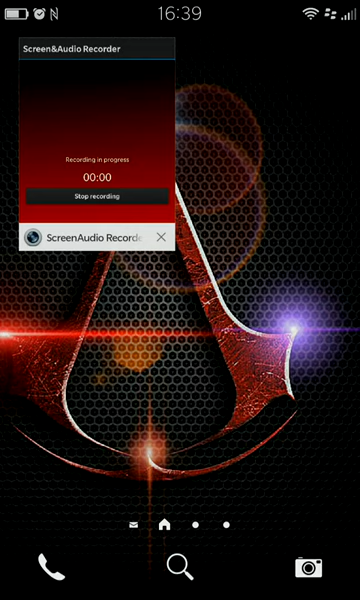 16:39
Screen&Audio Recorder
Recording in progress
00:00
Stop recording
ScreenAudio Recorde